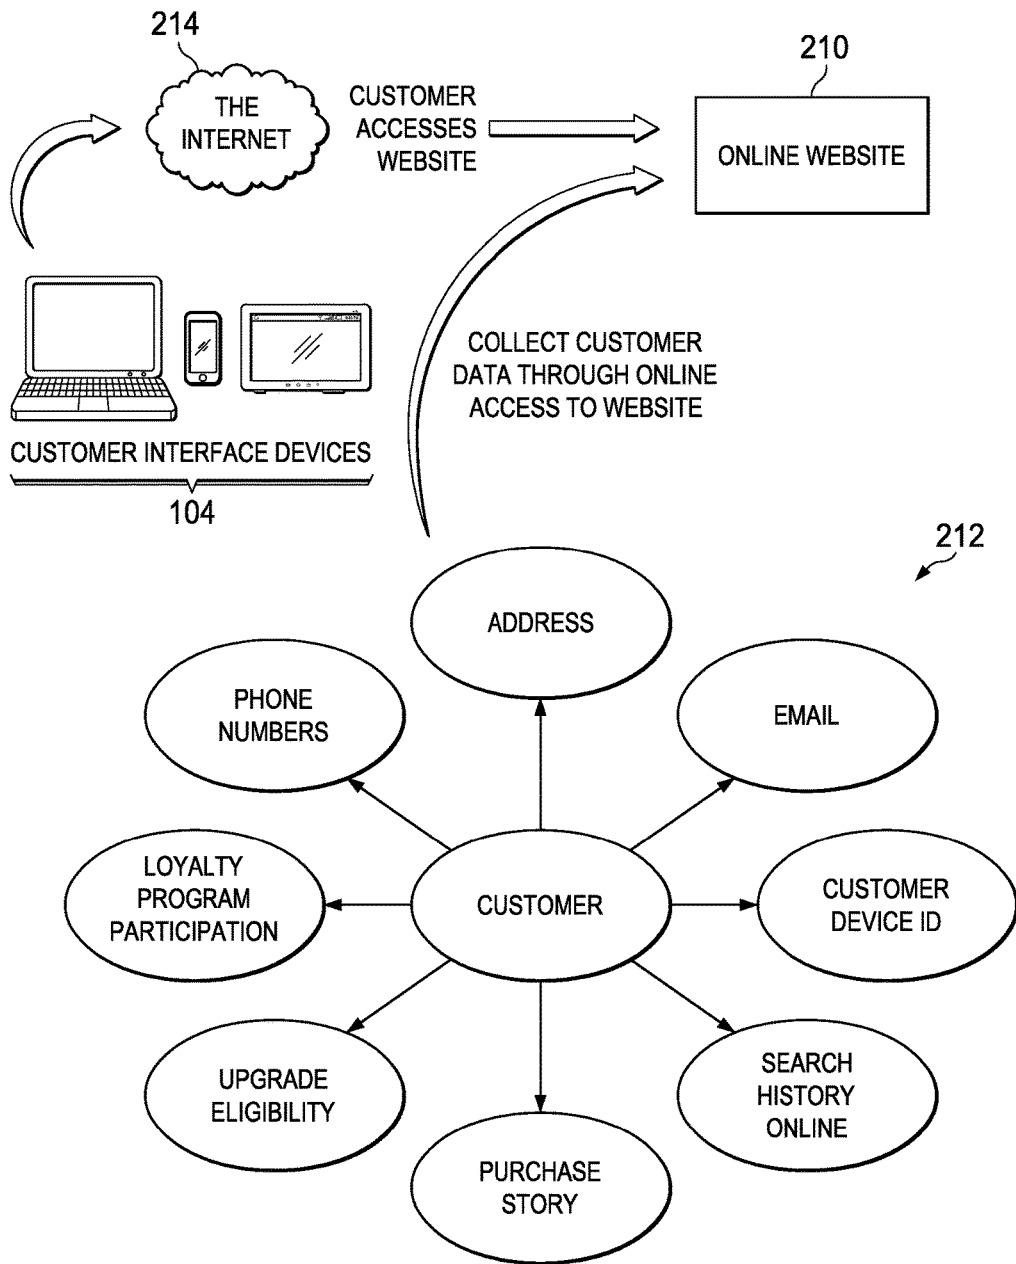 214
THE
INTERNET
CUSTOMER
ACCESSES
WEBSITE
210
ONLINE WEBSITE
COLLECT CUSTOMER
DATA THROUGH ONLINE
ACCESS TO WEBSITE
CUSTOMER INTERFACE DEVICES
104
212
ADDRESS
PHONE
NUMBERS
EMAIL
LOYALTY
PROGRAM
PARTICIPATION
CUSTOMER
CUSTOMER
DEVICE ID
UPGRADE
ELIGIBILITY
SEARCH
HISTORY
ONLINE
PURCHASE
STORY